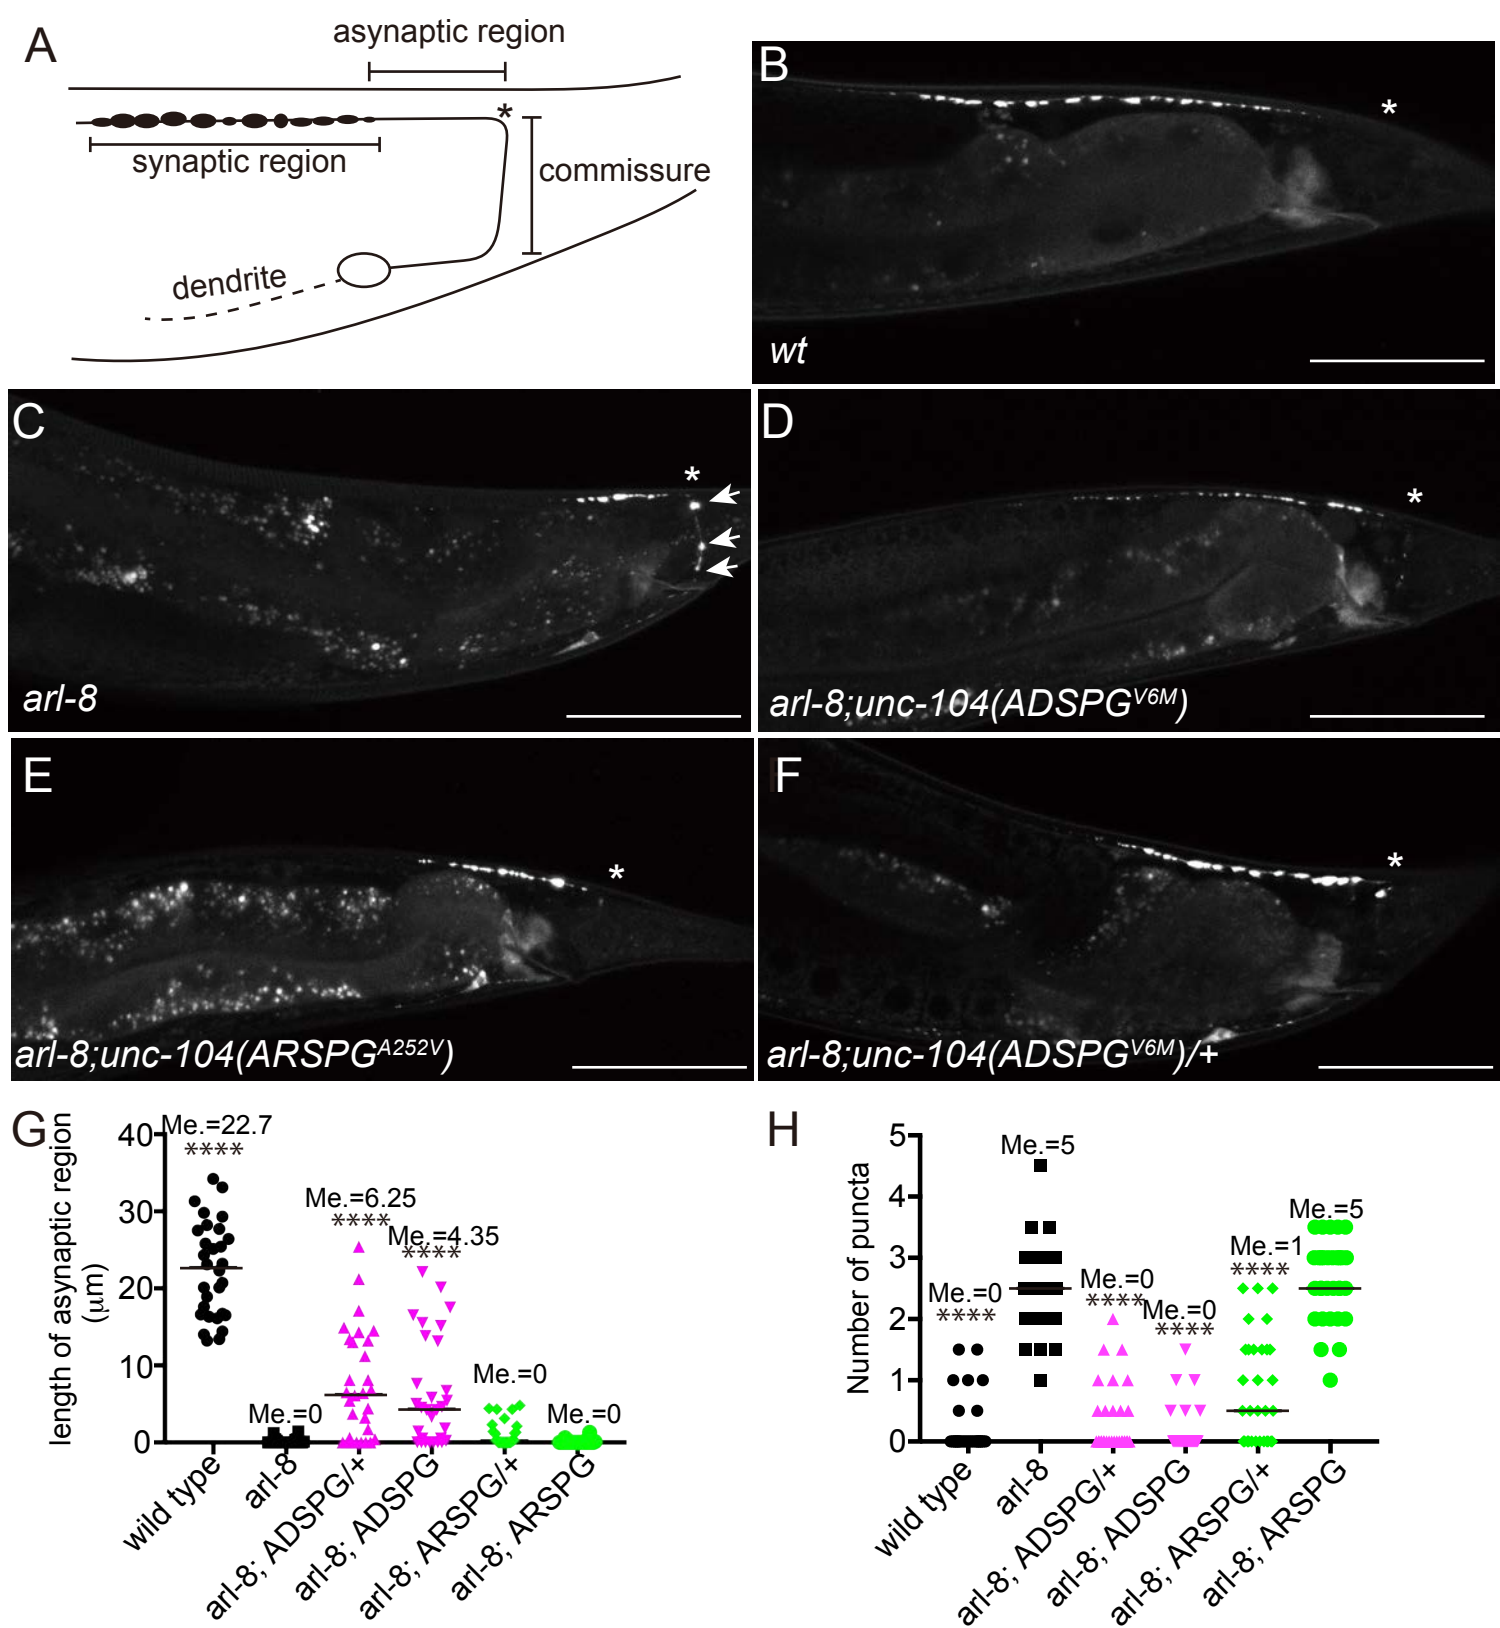 A
asynaptic region
*
synaptic region
commissure
dendrite
B
*
wt
C
*
arl-8
D
*
arl-8;unc-104(ADSPG^V6M)
E
*
arl-8;unc-104(ARSPG^A252V)
F
*
arl-8;unc-104(ADSPG^V6M)/+
G
length of asynaptic region
(μm)
40
30
20
10
0
Me.=22.7
****
Me.=0
Me.=6.25
****
Me.=4.35
****
Me.=0
Me.=0
wild type
arl-8
arl-8; ADSPG/+
arl-8; ADSPG
arl-8; ARSPG/+
arl-8; ARSPG
H
Number of puncta
5
4
3
2
1
0
Me.=0
****
Me.=5
Me.=0
****
Me.=0
****
Me.=1
****
Me.=5
wild type
arl-8
arl-8; ADSPG/+
arl-8; ADSPG
arl-8; ARSPG/+
arl-8; ARSPG